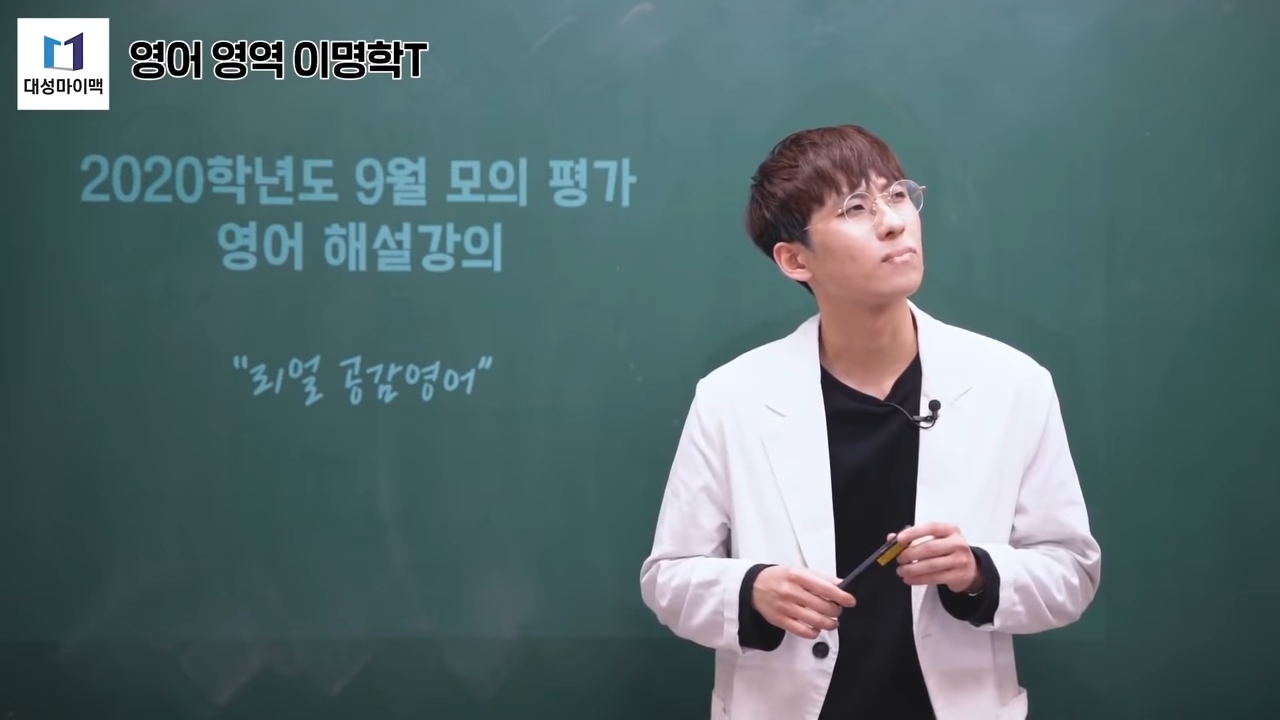 대성마이맥
영어 영역 이명학T
2020학년도 9월 모의 평가
영어 해설강의
"리얼 공감영어"